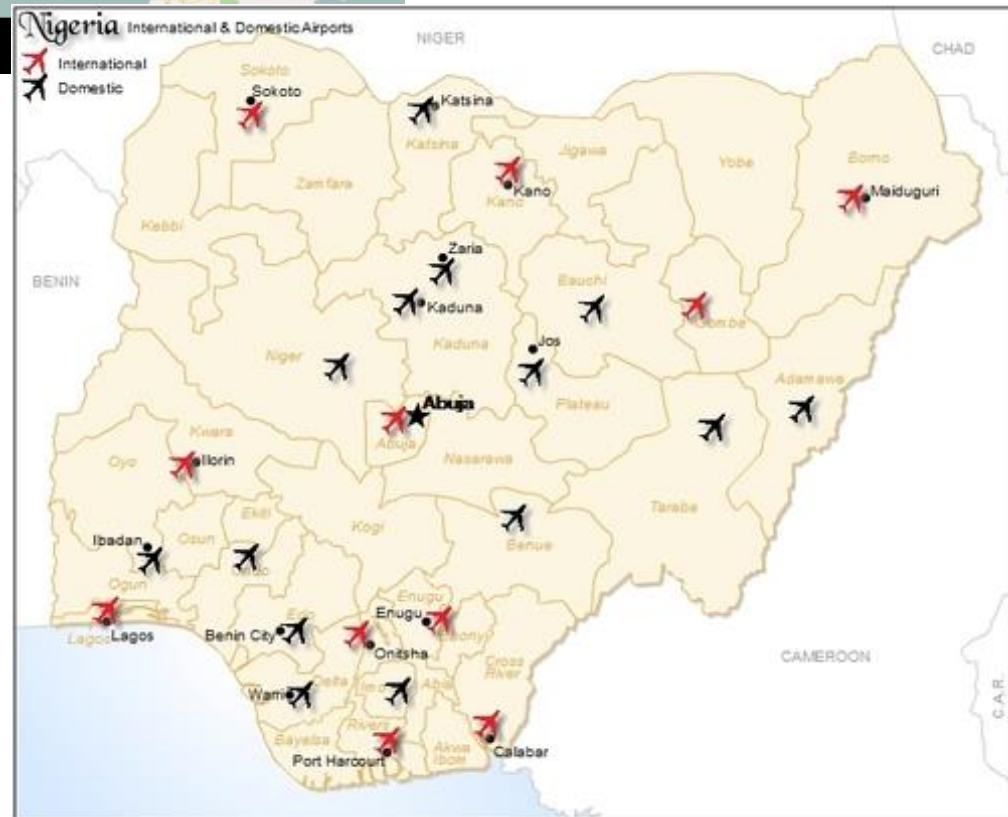 Nigeria International & Domestic Airports
International
Domestic
NIGER
CHAD
Sokoto
Sokoto
Katsina
Katsina
Jigawa
Yobe
Borno
Zamfara
Kano
Kano
Maiduguri
Kebbi
Zaria
BENIN
Bauchi
Kaduna
Gombe
Jos
Kaduna
Niger
Adamawa
Abuja
Plateau
Abuja
Kwara
Nasarawa
Oyo
Ilorin
Taraba
Ekiti
Kogi
Ibadan
Osun
Benue
Ondo
Ogun
Enugu
Edo
Enugu
Lagos
Lagos
Benin City
Ebonyi
Onitsha
CAMEROON
Cross
River
Warri
Delta
Imo
Abia
C.A.R.
Rivers
Bayelsa
Port Harcourt
Akwa
Ibom
Calabar